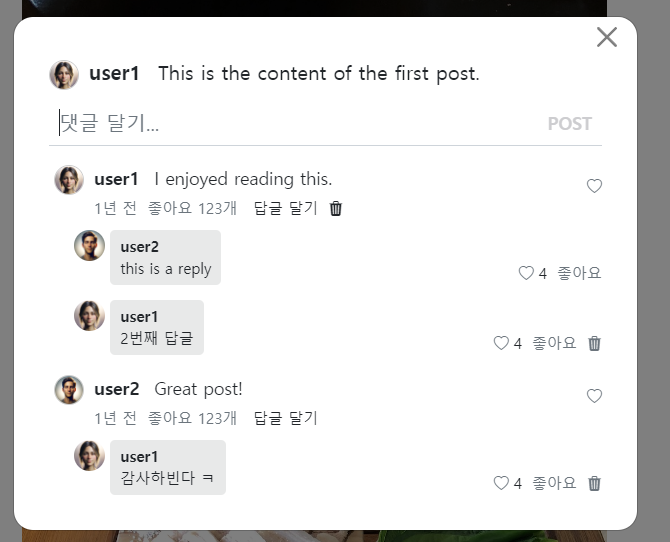 user1 This is the content of the first post.
댓글 달기... POST
user1 I enjoyed reading this.
1년 전 좋아요 123개 답글 달기
user2
this is a reply
4 좋아요
user1
2번째 답글
4 좋아요
user2 Great post!
1년 전 좋아요 123개 답글 달기
user1
감사하빈다 ㅋ
4 좋아요